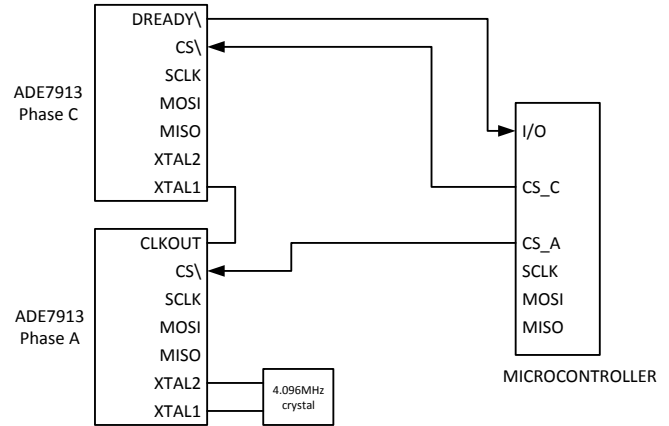 DREADY\
CS\
SCLK
MOSI
MISO
XTAL2
XTAL1
ADE7913
Phase C
CLKOUT
CS\
SCLK
MOSI
MISO
XTAL2
XTAL1
ADE7913
Phase A
4.096MHz
crystal
I/O
CS_C
CS_A
SCLK
MOSI
MISO
MICROCONTROLLER